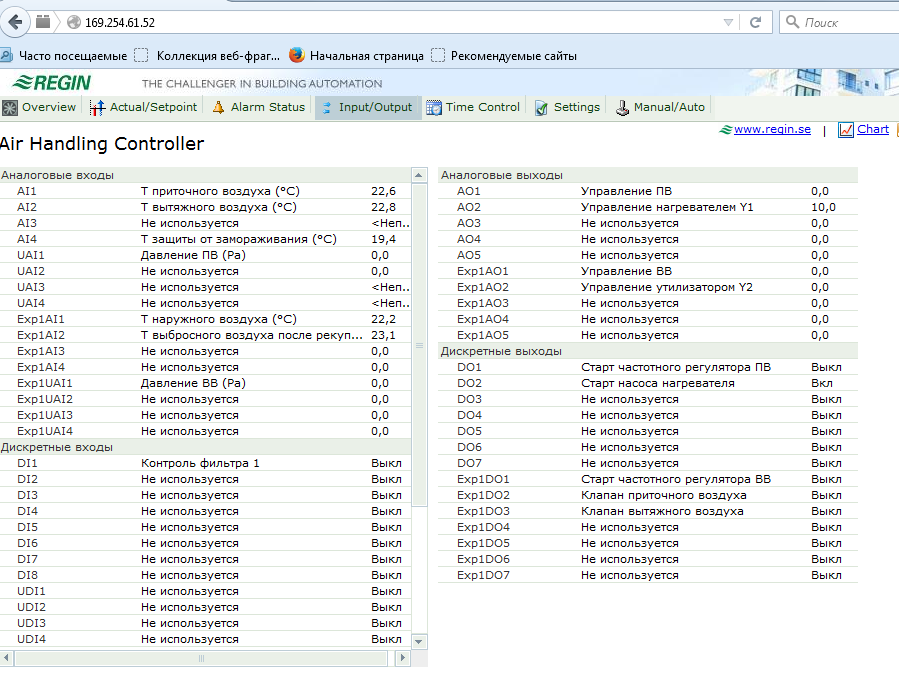 169.254.61.52
Поиск
Часто посещаемые Коллекция веб-фраг... Начальная страница Рекомендуемые сайты
REGIN THE CHALLENGER IN BUILDING AUTOMATION
Overview Actual/Setpoint Alarm Status Input/Output Time Control Settings Manual/Auto
www.regin.se | Chart
Air Handling Controller
Аналоговые входы
AI1 Т приточного воздуха (°C) 22,6
AI2 Т вытяжного воздуха (°C) 22,8
AI3 Не используется <Неп..
AI4 Т защиты от замораживания (°C) 19,4
UAI1 Давление ПВ (Pa) 0,0
UAI2 Не используется 0,0
UAI3 Не используется <Неп..
UAI4 Не используется <Неп..
Exp1AI1 Т наружного воздуха (°C) 22,2
Exp1AI2 Т выбросного воздуха после рекуп... 23,1
Exp1AI3 Не используется 0,0
Exp1AI4 Не используется 0,0
Exp1UAI1 Давление ВВ (Pa) 0,0
Exp1UAI2 Не используется 0,0
Exp1UAI3 Не используется 0,0
Exp1UAI4 Не используется 0,0
Дискретные входы
DI1 Контроль фильтра 1 Выкл
DI2 Не используется Выкл
DI3 Не используется Выкл
DI4 Не используется Выкл
DI5 Не используется Выкл
DI6 Не используется Выкл
DI7 Не используется Выкл
DI8 Не используется Выкл
UDI1 Не используется Выкл
UDI2 Не используется Выкл
UDI3 Не используется Выкл
UDI4 Не используется Выкл
Аналоговые выходы
AO1 Управление ПВ 0,0
AO2 Управление нагревателем Y1 10,0
AO3 Не используется 0,0
AO4 Не используется 0,0
AO5 Не используется 0,0
Exp1AO1 Управление ВВ 0,0
Exp1AO2 Управление утилизатором Y2 0,0
Exp1AO3 Не используется 0,0
Exp1AO4 Не используется 0,0
Exp1AO5 Не используется 0,0
Дискретные выходы
DO1 Старт частотного регулятора ПВ Выкл
DO2 Старт насоса нагревателя Вкл
DO3 Не используется Выкл
DO4 Не используется Выкл
DO5 Не используется Выкл
DO6 Не используется Выкл
DO7 Не используется Выкл
Exp1DO1 Старт частотного регулятора ВВ Выкл
Exp1DO2 Клапан приточного воздуха Выкл
Exp1DO3 Клапан вытяжного воздуха Выкл
Exp1DO4 Не используется Выкл
Exp1DO5 Не используется Выкл
Exp1DO6 Не используется Выкл
Exp1DO7 Не используется Выкл